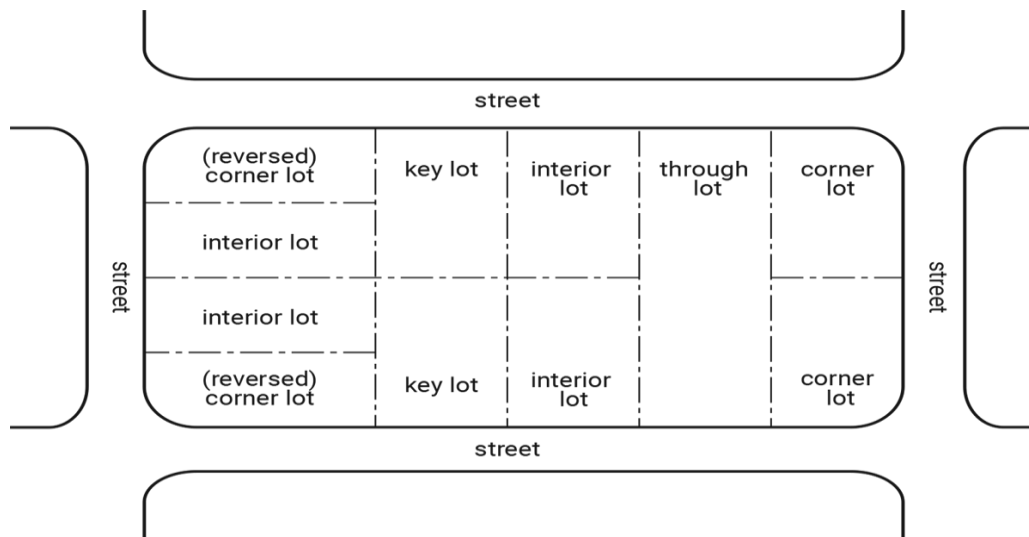 street
(reversed)
corner lot
key lot
interior
lot
through
lot
corner
lot
interior lot
street
street
interior lot
(reversed)
corner lot
key lot
interior
lot
corner
lot
street